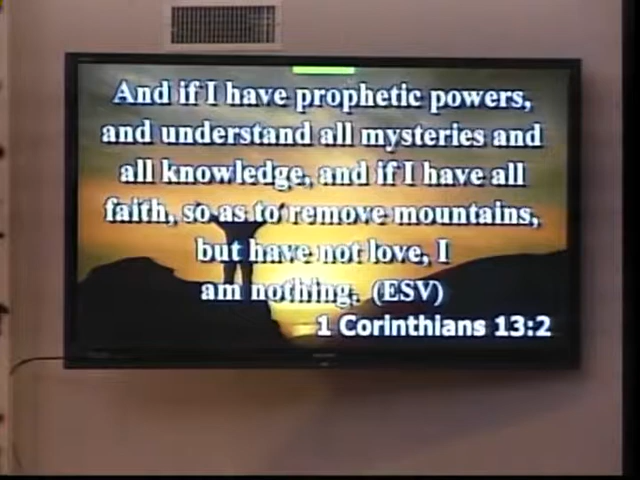 And if I have prophetic powers,
and understand all mysteries and
all knowledge, and if I have all
faith, so as to remove mountains,
but have not love, I
am nothing. (ESV)
1 Corinthians 13:2